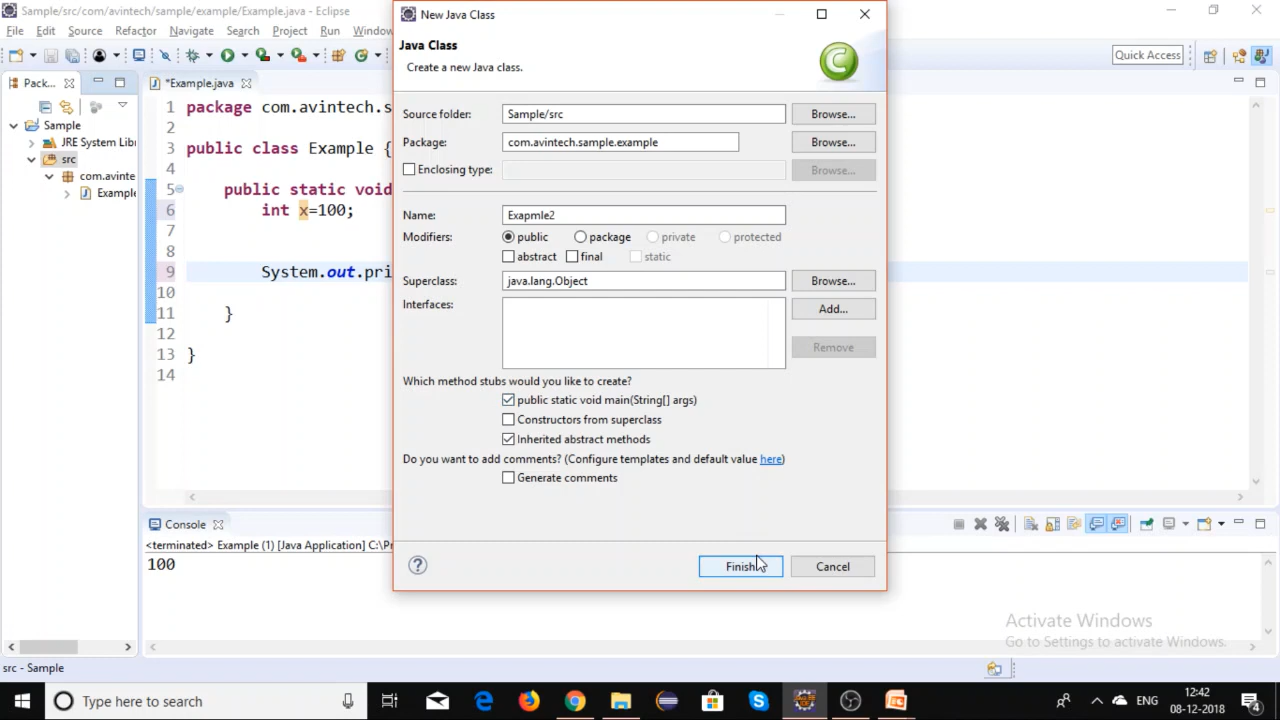 Sample/src/com/avintech/sample/example/Example.java - Eclipse
New Java Class
File Edit Source Refactor Navigate Search Project Run Window
Java Class
Create a new Java class.
Quick Access
Pack...
*Example.java
Source folder: Sample/src Browse...
Package: com.avintech.sample.example Browse...
Enclosing type: Browse...
Name: Exapmle2
Modifiers: public package private protected
abstract final static
Superclass: java.lang.Object Browse...
Interfaces: Add...
Remove
Which method stubs would you like to create?
public static void main(String[] args)
Constructors from superclass
Inherited abstract methods
Do you want to add comments? (Configure templates and default value here)
Generate comments
Finish Cancel
Sample
JRE System Libr
src
com.avinte
Example
1 package com.avintech.s
2
3 public class Example {
4
5 public static void
6 int x=100;
7
8
9 System.out.pri
10
11 }
12
13 }
14
Console
<terminated> Example (1) [Java Application] C:\Pr
100
Activate Windows
Go to Settings to activate Windows.
src - Sample
Type here to search
ENG
12:42
08-12-2018
4